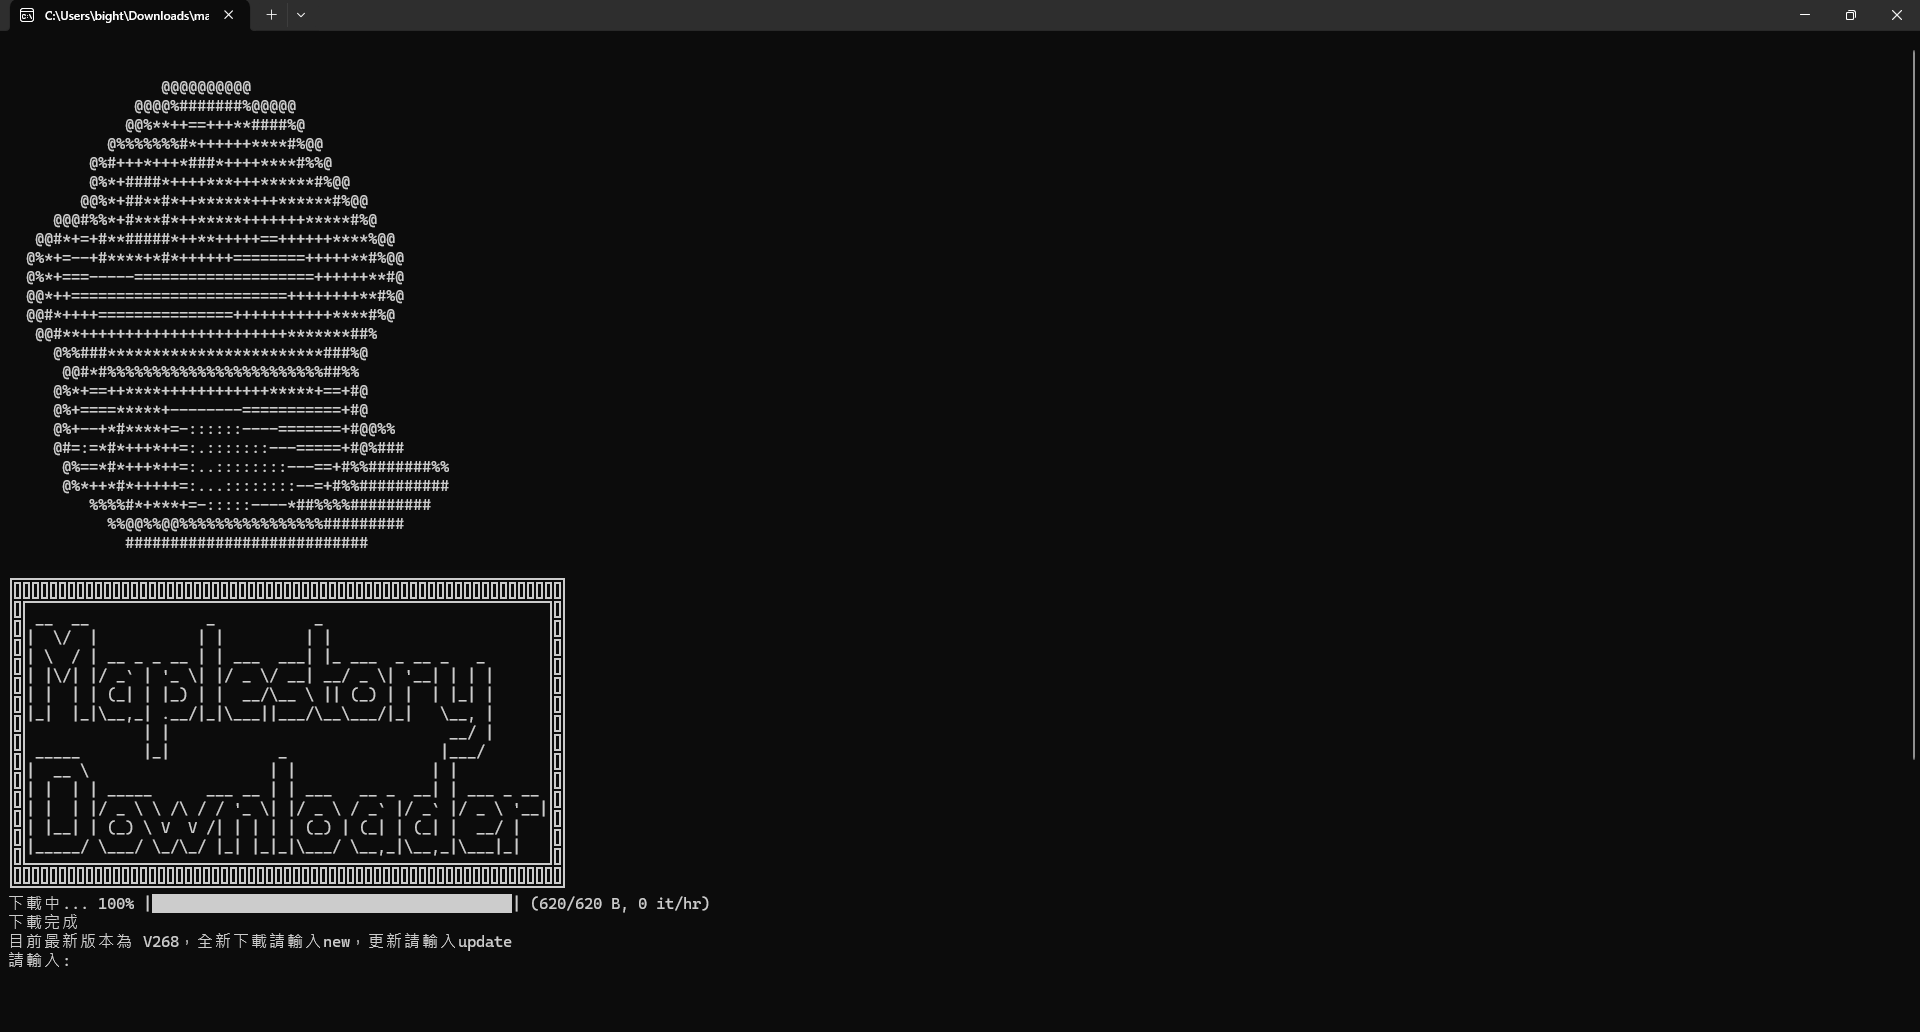 C:\Users\bight\Downloads\ma
Maplestory
Downloader
下載中... 100% (620/620 B, 0 it/hr)
下載完成
目前最新版本為 V268，全新下載請輸入new，更新請輸入update
請輸入: